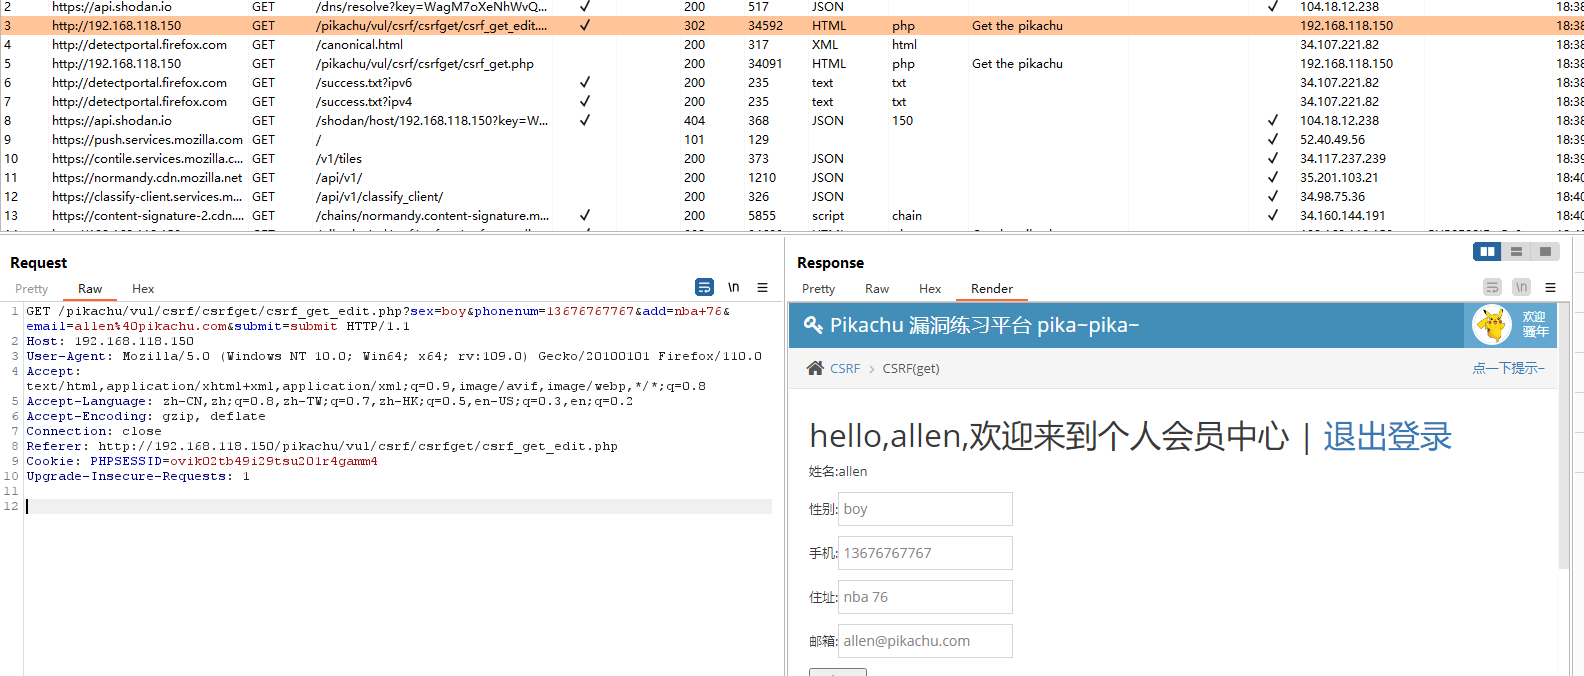 2 https://api.shodan.io GET /dns/resolve?key=WagM7oXeNhWvQ... ✓ 200 517 JSON ✓ 104.18.12.238 18:38
3 http://192.168.118.150 GET /pikachu/vul/csrf/csrfget/csrf_get_edit.... ✓ 302 34592 HTML php Get the pikachu 192.168.118.150 18:38
4 http://detectportal.firefox.com GET /canonical.html 200 317 XML html 34.107.221.82 18:38
5 http://192.168.118.150 GET /pikachu/vul/csrf/csrfget/csrf_get.php 200 34091 HTML php Get the pikachu 192.168.118.150 18:38
6 http://detectportal.firefox.com GET /success.txt?ipv6 ✓ 200 235 text txt 34.107.221.82 18:38
7 http://detectportal.firefox.com GET /success.txt?ipv4 ✓ 200 235 text txt 34.107.221.82 18:38
8 https://api.shodan.io GET /shodan/host/192.168.118.150?key=W... ✓ 404 368 JSON 150 ✓ 104.18.12.238 18:38
9 https://push.services.mozilla.com GET / 101 129 ✓ 52.40.49.56 18:39
10 https://contile.services.mozilla.c... GET /v1/tiles 200 373 JSON ✓ 34.117.237.239 18:39
11 https://normandy.cdn.mozilla.net GET /api/v1/ 200 1210 JSON ✓ 35.201.103.21 18:40
12 https://classify-client.services.m... GET /api/v1/classify_client/ 200 326 JSON ✓ 34.98.75.36 18:40
13 https://content-signature-2.cdn.... GET /chains/normandy.content-signature.m... ✓ 200 5855 script chain ✓ 34.160.144.191 18:40
Request
Pretty Raw Hex \n
1 GET /pikachu/vul/csrf/csrfget/csrf_get_edit.php?sex=boy&phonenum=13676767767&add=nba+76&
email=allen%40pikachu.com&submit=submit HTTP/1.1
2 Host: 192.168.118.150
3 User-Agent: Mozilla/5.0 (Windows NT 10.0; Win64; x64; rv:109.0) Gecko/20100101 Firefox/110.0
4 Accept:
text/html,application/xhtml+xml,application/xml;q=0.9,image/avif,image/webp,*/*;q=0.8
5 Accept-Language: zh-CN,zh;q=0.8,zh-TW;q=0.7,zh-HK;q=0.5,en-US;q=0.3,en;q=0.2
6 Accept-Encoding: gzip, deflate
7 Connection: close
8 Referer: http://192.168.118.150/pikachu/vul/csrf/csrfget/csrf_get_edit.php
9 Cookie: PHPSESSID=ovik02tb49i29tsu201r4gamm4
10 Upgrade-Insecure-Requests: 1
11
12
Response
Pretty Raw Hex Render \n
Pikachu 漏洞练习平台 pika~pika~
欢迎
骚年
CSRF > CSRF(get) 点一下提示~
hello,allen,欢迎来到个人会员中心 | 退出登录
姓名:allen
性别: boy
手机: 13676767767
住址: nba 76
邮箱: allen@pikachu.com